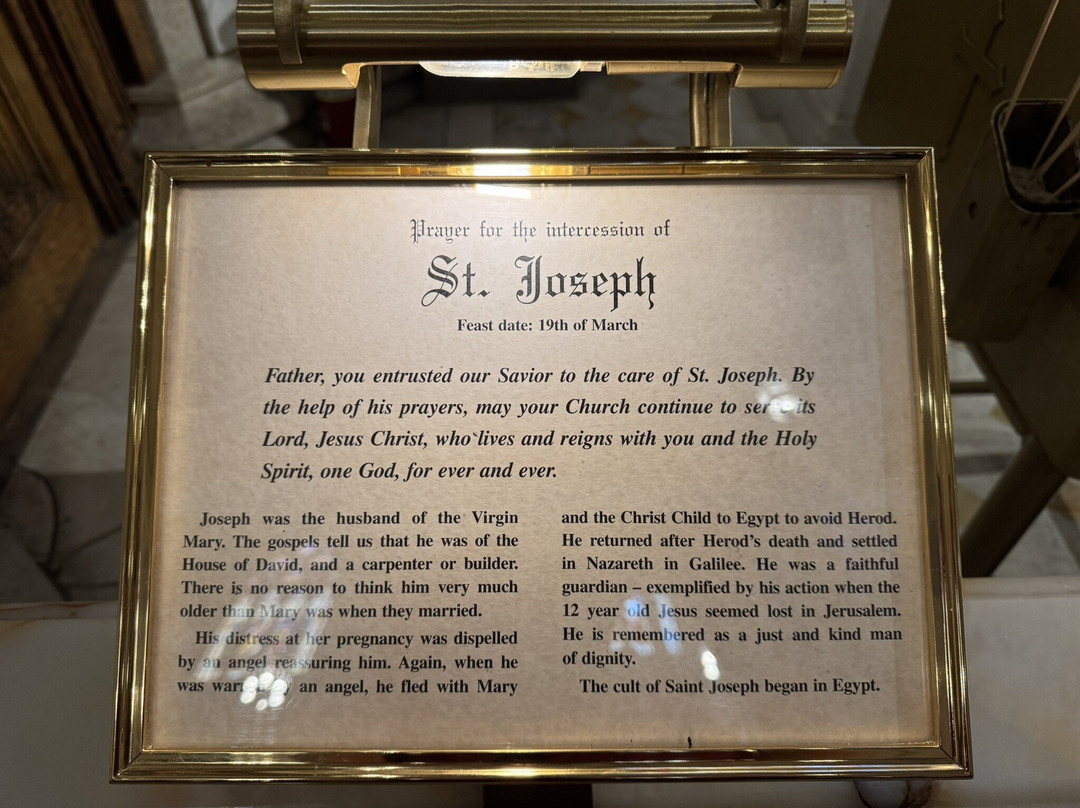 Prayer for the intercession of
St. Joseph
Feast date: 19th of March
Father, you entrusted our Savior to the care of St. Joseph. By
the help of his prayers, may your Church continue to serve its
Lord, Jesus Christ, who lives and reigns with you and the Holy
Spirit, one God, for ever and ever.
Joseph was the husband of the Virgin
Mary. The gospels tell us that he was of the
House of David, and a carpenter or builder.
There is no reason to think him very much
older than Mary was when they married.
His distress at her pregnancy was dispelled
by an angel reassuring him. Again, when he
was warned by an angel, he fled with Mary
and the Christ Child to Egypt to avoid Herod.
He returned after Herod's death and settled
in Nazareth in Galilee. He was a faithful
guardian – exemplified by his action when the
12 year old Jesus seemed lost in Jerusalem.
He is remembered as a just and kind man
of dignity.
The cult of Saint Joseph began in Egypt.